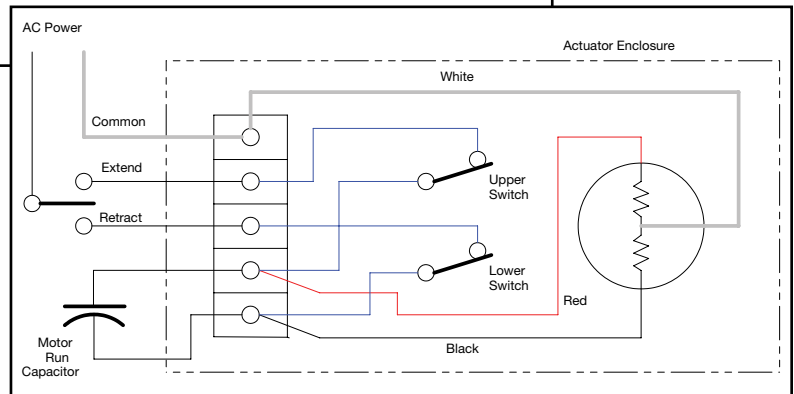 AC Power
Actuator Enclosure
White
Common
Extend
Upper
Switch
Retract
Lower
Switch
Red
Motor
Run
Capacitor
Black